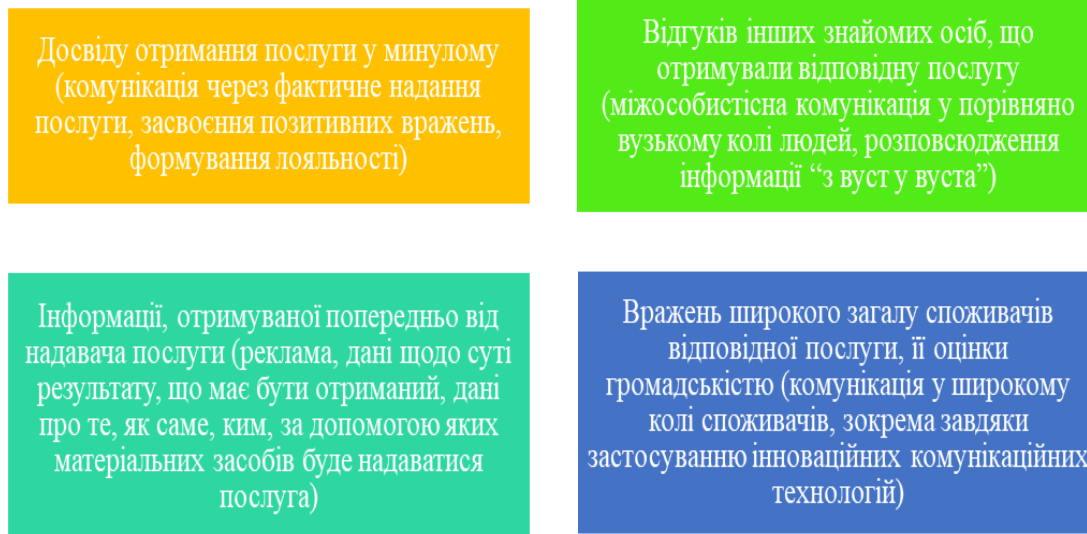 Досвіду отримання послуги у минулому
(комунікація через фактичне надання
послуги, засвоєння позитивних вражень,
формування лояльності)
Відгуків інших знайомих осіб, що
отримували відповідну послугу
(міжособистісна комунікація у порівняно
вузькому колі людей, розповсюдження
інформації “з вуст у вуста”)
Інформації, отримуваної попередньо від
надавача послуги (реклама, дані щодо суті
результату, що має бути отриманий, дані
про те, як саме, ким, за допомогою яких
матеріальних засобів буде надаватися
послуга)
Вражень широкого загалу споживачів
відповідної послуги, її оцінки
громадськістю (комунікація у широкому
колі споживачів, зокрема завдяки
застосуванню інноваційних комунікаційних
технологій)